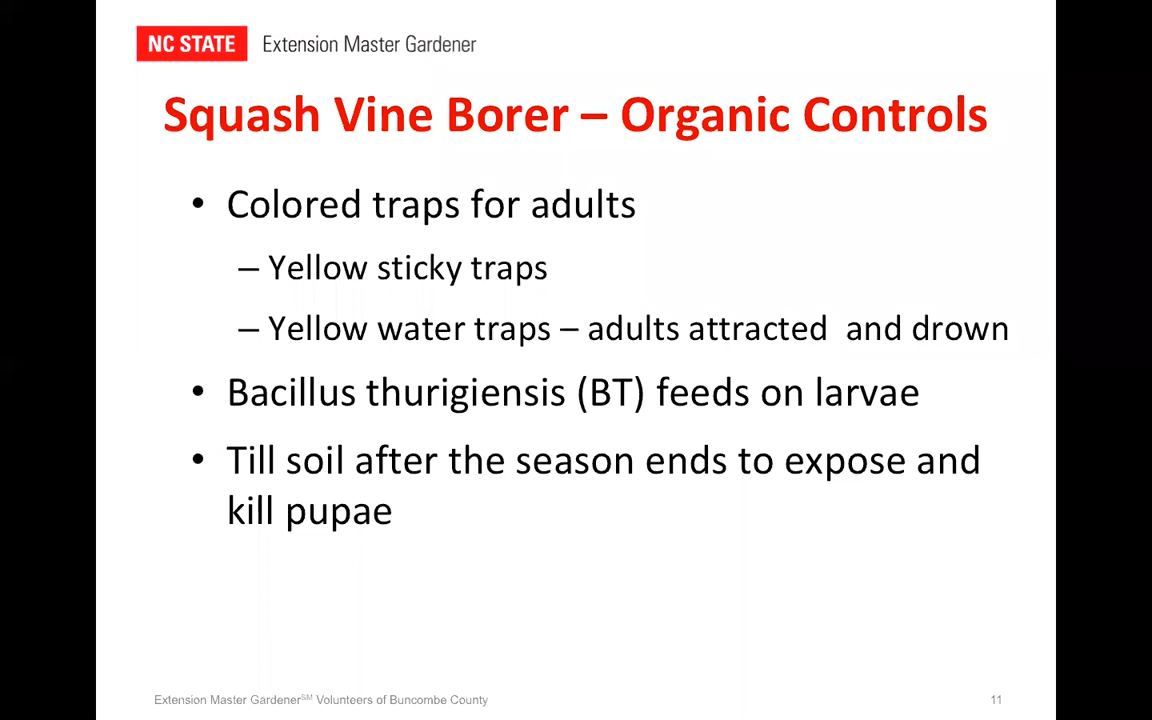 NC STATE Extension Master Gardener
Squash Vine Borer – Organic Controls
• Colored traps for adults
– Yellow sticky traps
– Yellow water traps – adults attracted  and drown
• Bacillus thurigiensis (BT) feeds on larvae
• Till soil after the season ends to expose and
kill pupae
Extension Master Gardener℠ Volunteers of Buncombe County
11